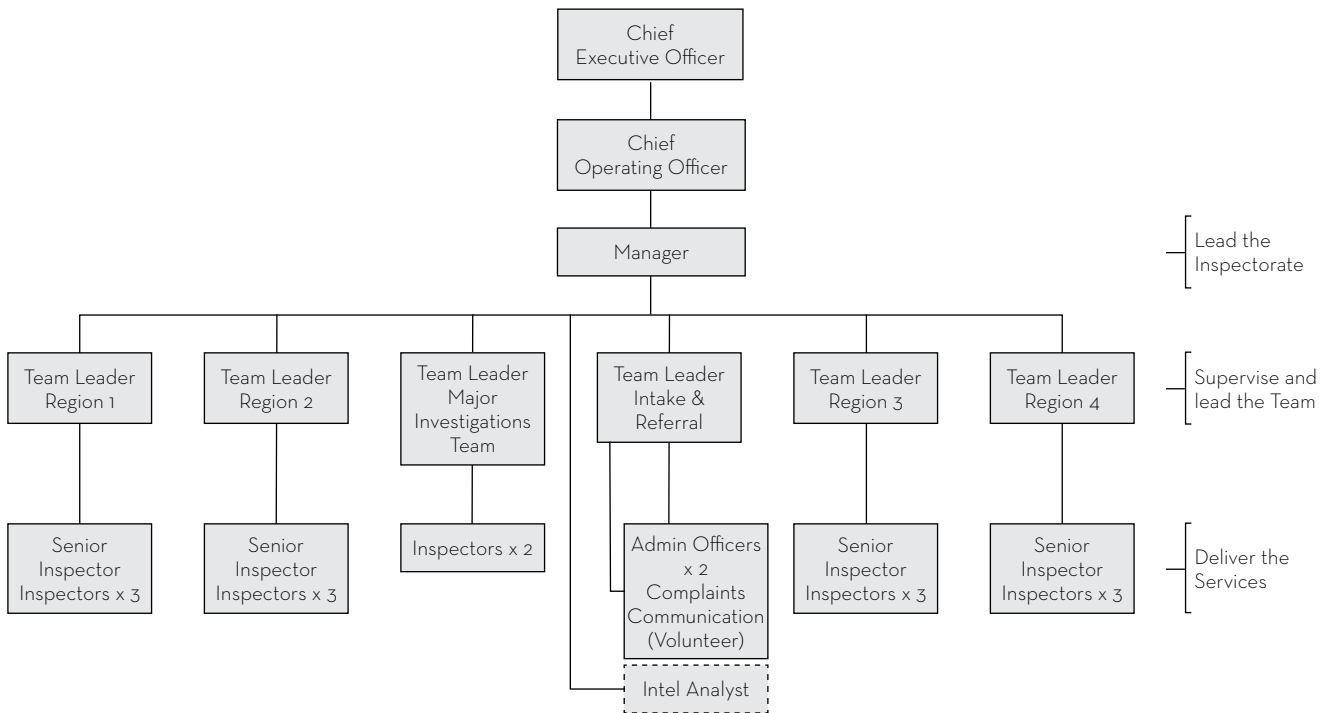 Chief
Executive Officer
Chief
Operating Officer
Manager
Lead the
Inspectorate
Team Leader
Region 1
Team Leader
Region 2
Team Leader
Major
Investigations
Team
Team Leader
Intake &
Referral
Team Leader
Region 3
Team Leader
Region 4
Supervise and
lead the Team
Senior
Inspector
Inspectors x 3
Senior
Inspector
Inspectors x 3
Inspectors x 2
Admin Officers
x 2
Complaints
Communication
(Volunteer)
Senior
Inspector
Inspectors x 3
Senior
Inspector
Inspectors x 3
Deliver the
Services
Intel Analyst